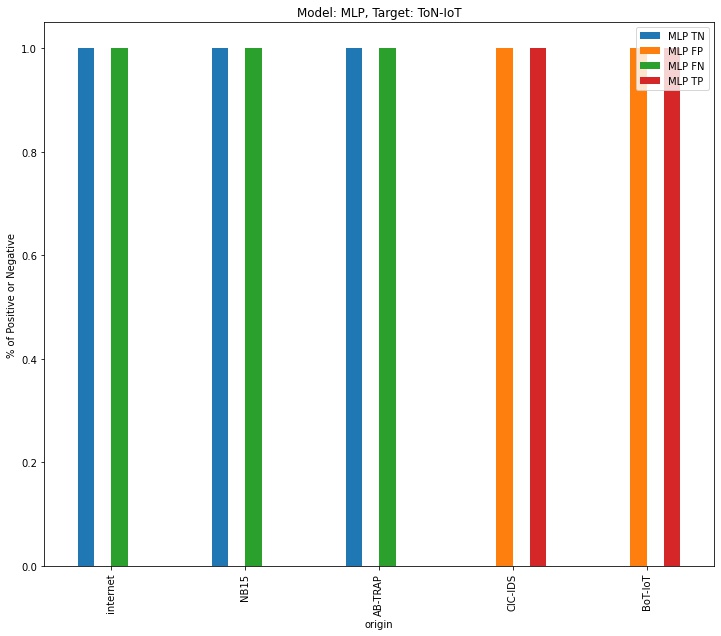 Model: MLP, Target: ToN-IoT
MLP TN
MLP FP
MLP FN
MLP TP
% of Positive or Negative
1.0
0.8
0.6
0.4
0.2
0.0
internet
NB15
AB-TRAP
CIC-IDS
BoT-IoT
origin